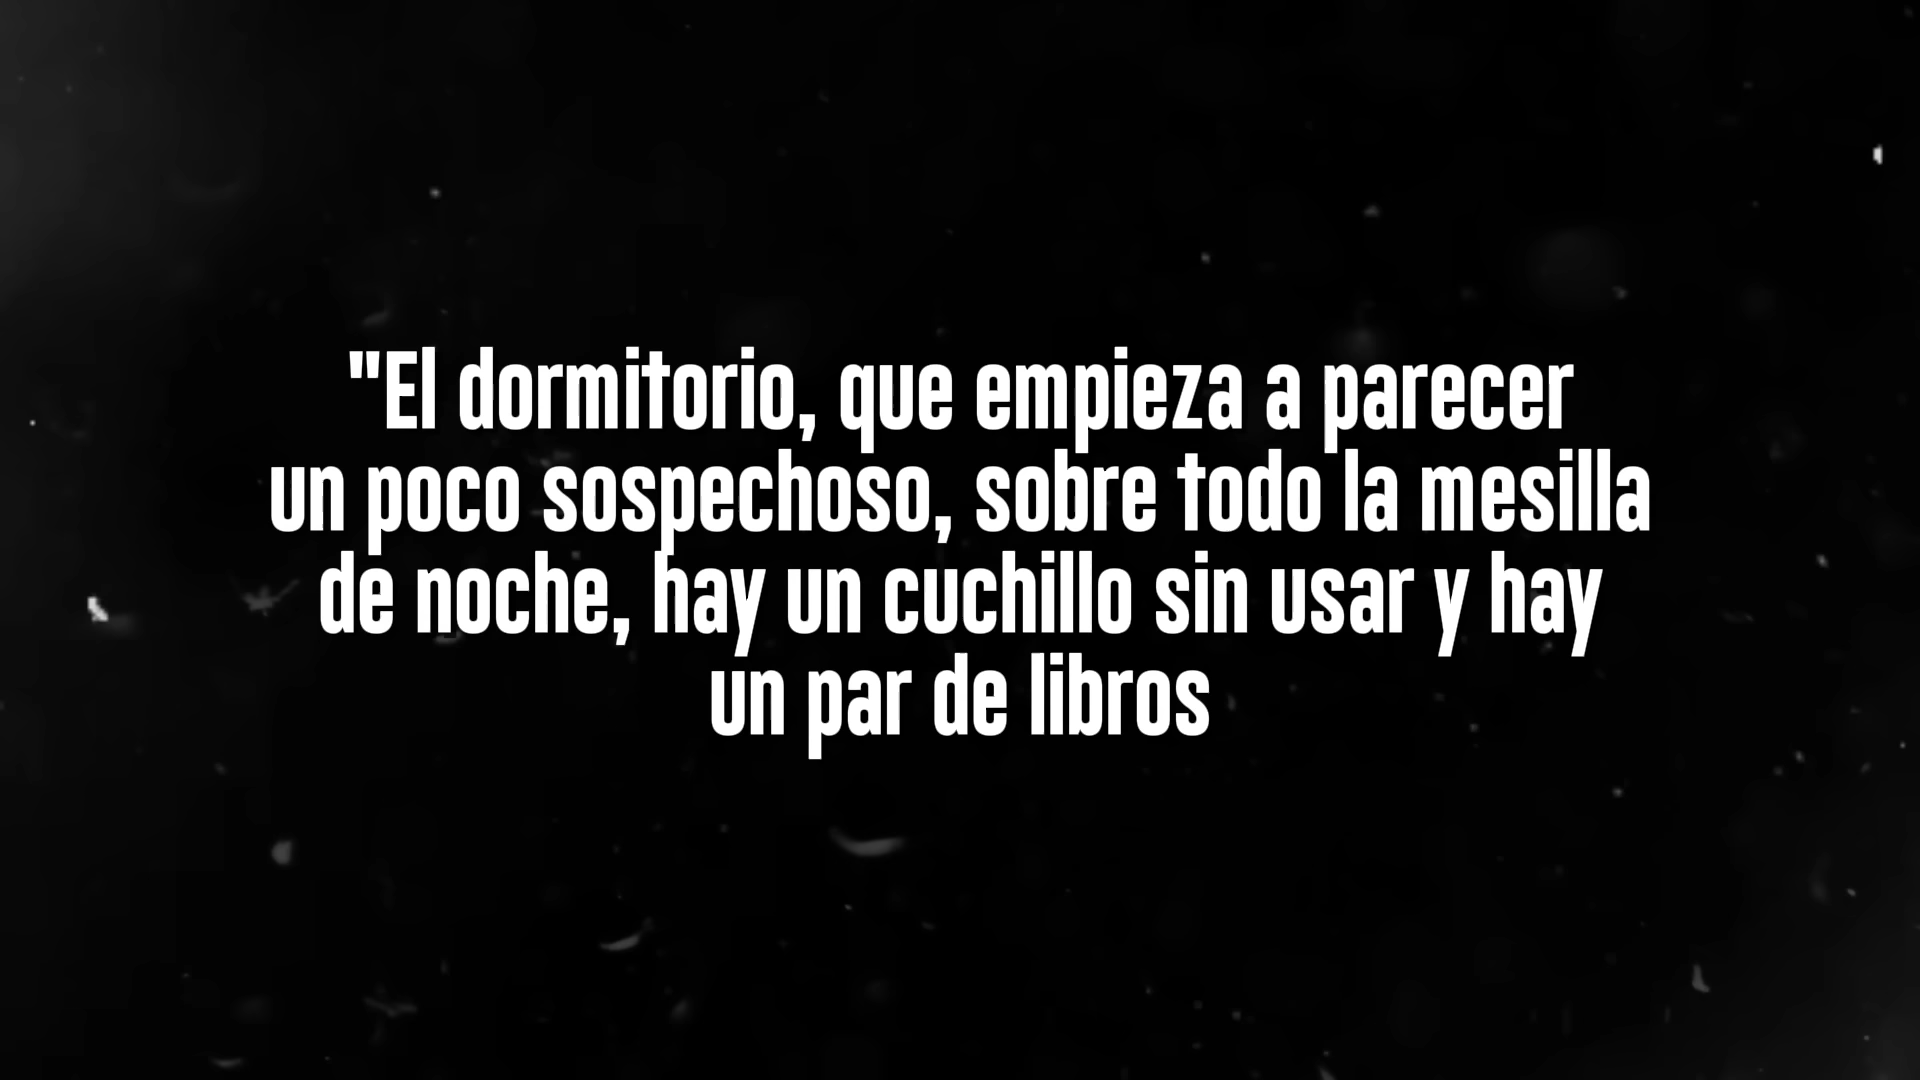 "El dormitorio, que empieza a parecer
un poco sospechoso, sobre todo la mesilla
de noche, hay un cuchillo sin usar y hay
un par de libros